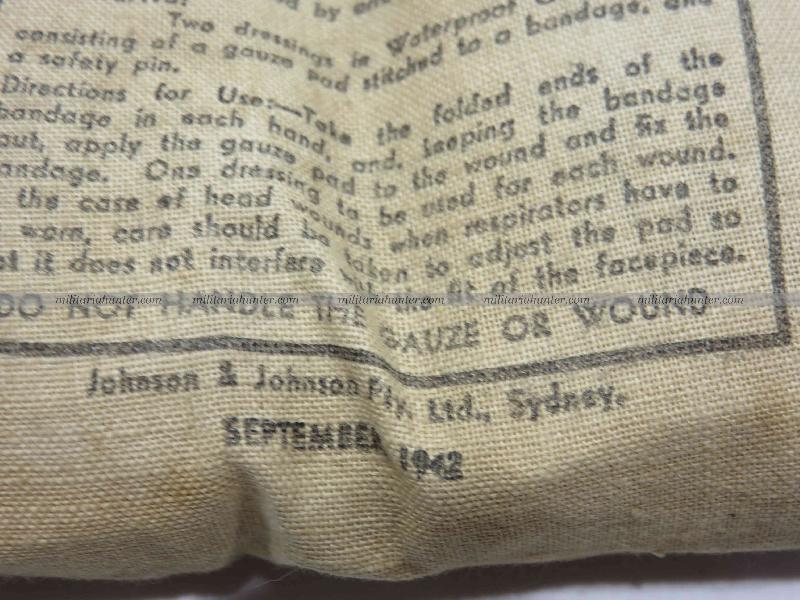 by
Two dressings in Waterproof
consisting of a gauze pad stitched to a bandage, and
a safety pin.
Directions for Use:—Take the folded ends of the
bandage in each hand, and, keeping the bandage
out, apply the gauze pad to the wound and fix the
andage. One dressing to be used for each wound.
the case of head wounds when respirators have to
worn, care should be taken to adjust the pad so
t it does not interfere with the fit of the facepiece.
DO NOT HANDLE THE GAUZE OR WOUND
militariahunter.com militariahunter.com militariahunter.com militariahunter.com militariahunter.com
Johnson & Johnson Pty. Ltd., Sydney.
SEPTEMBER 1942